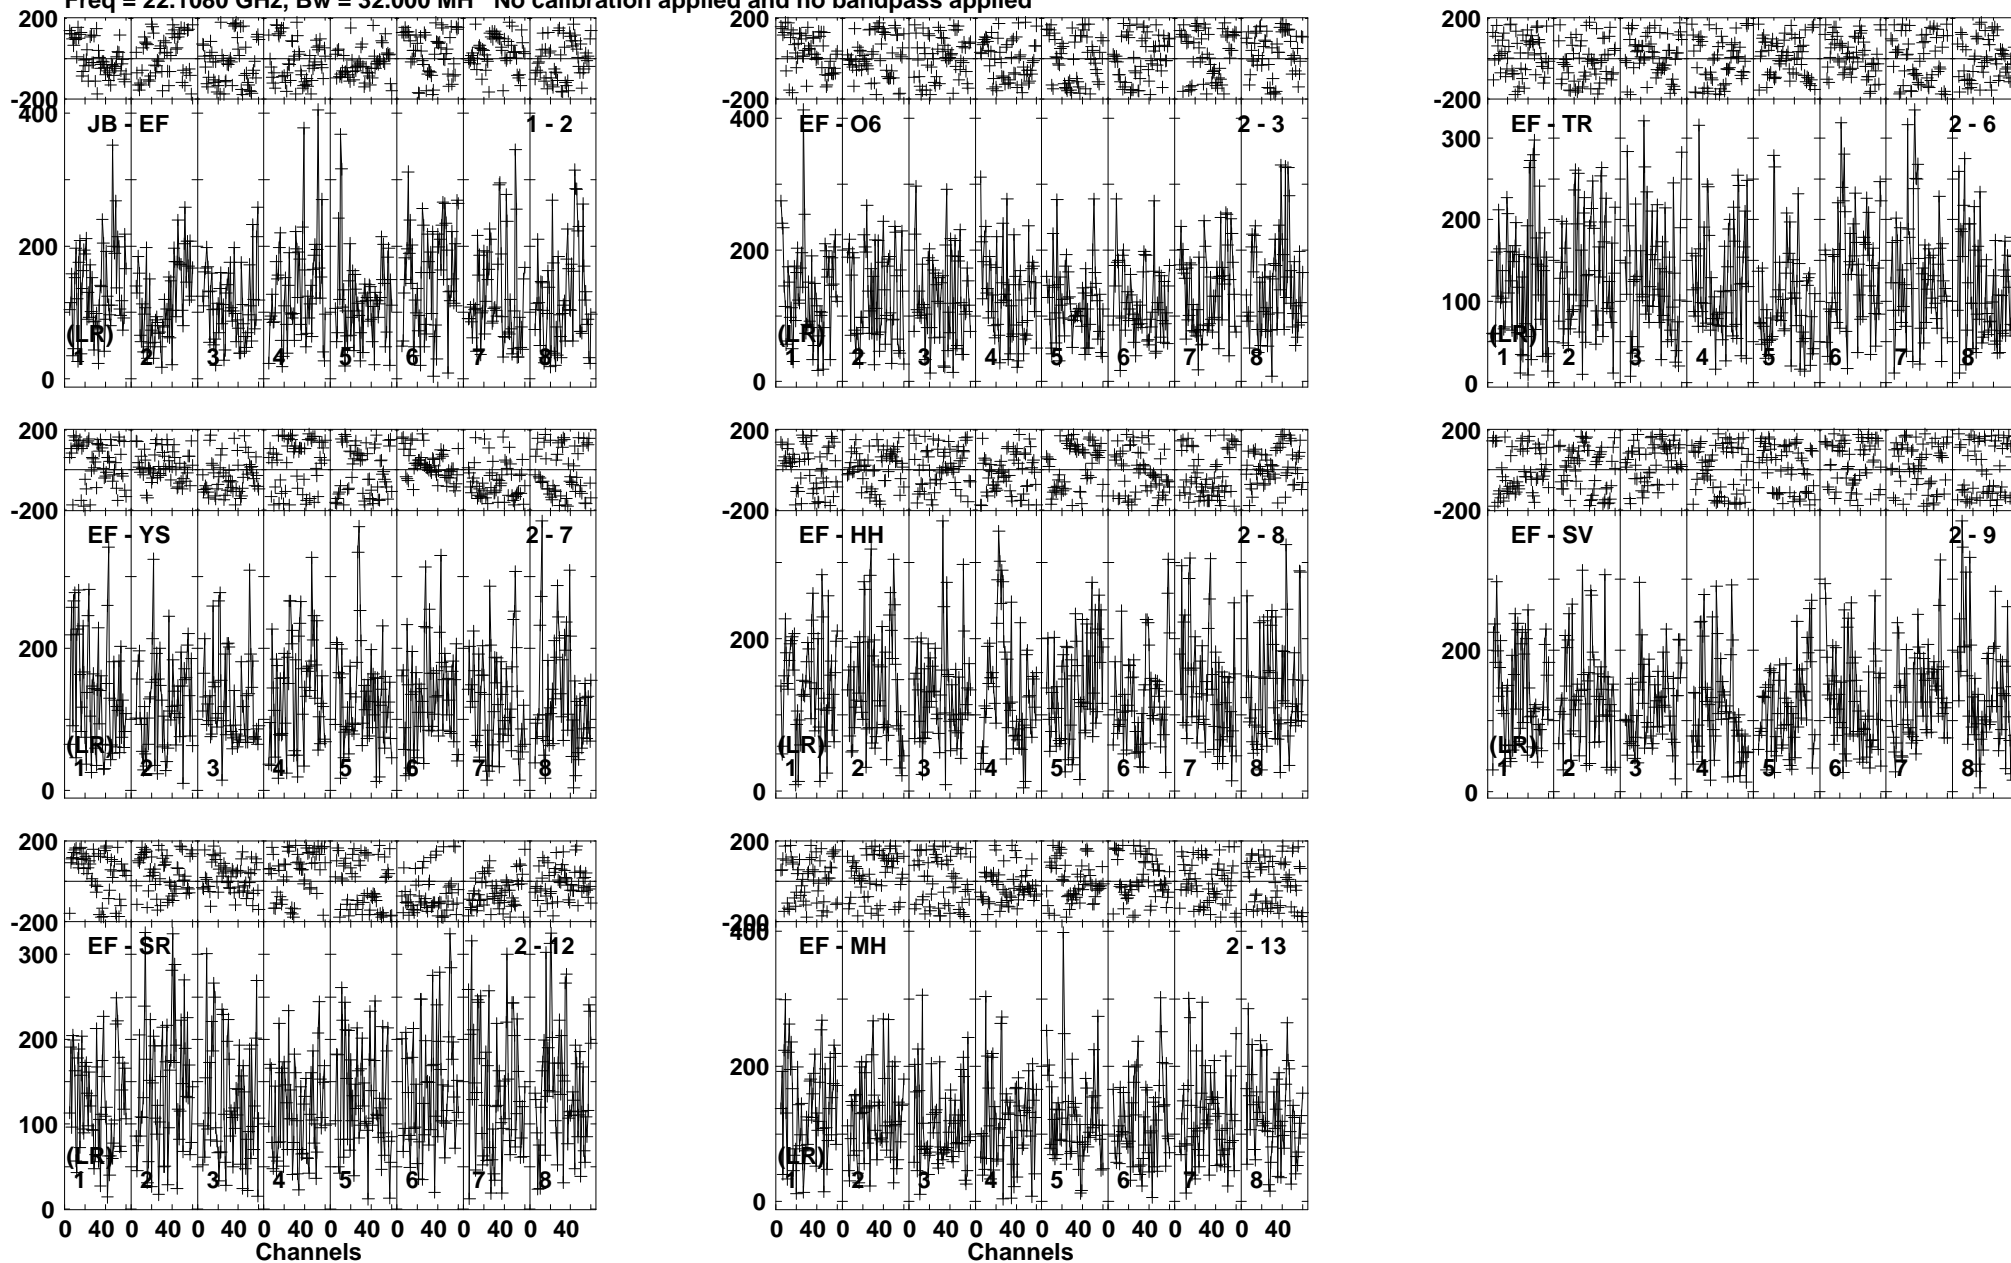 Freq = 22.1080 GHz, Bw = 32.000 MH No calibration applied and no bandpass applied
200 200 200
-200 -200 -200
400 JB - EF 1 - 2 400 EF - O6 2 - 3 300 EF - TR 2 - 6
200 200 200
100
(LR) (LR) (LR)
1 2 3 4 5 6 7 8 1 2 3 4 5 6 7 8 1 2 3 4 5 6 7 8
0 0 0
200 200 200
-200 -200 -200
EF - YS 2 - 7 EF - HH 2 - 8 EF - SV 2 - 9
200 200 200
(LR) (LR) (LR)
1 2 3 4 5 6 7 8 1 2 3 4 5 6 7 8 1 2 3 4 5 6 7 8
0 0 0
200 200
-200 -200
300 EF - SR 2 - 12 400 EF - MH 2 - 13
200 200
100
(LR) (LR)
1 2 3 4 5 6 7 8 1 2 3 4 5 6 7 8
0 0
0 40 0 40 0 40 0 40 0 40 0 40 0 40 0 40 0 40 0 40 0 40 0 40 0 40 0 40 0 40 0 40
Channels Channels